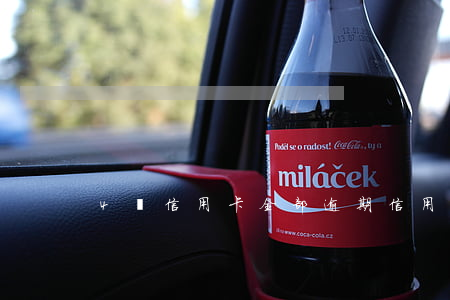 Poděl se o radost! Coca-Cola, ty a
miláček
www.coca-cola.cz
4 信用卡全部逾期信用